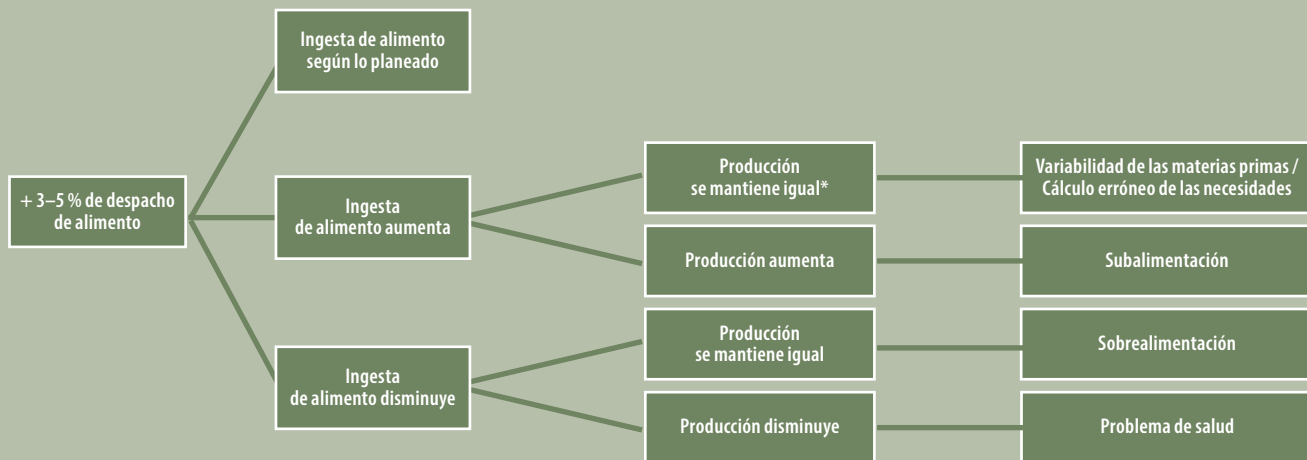 Ingesta de alimento
según lo planeado
+ 3–5 % de despacho
de alimento
Ingesta
de alimento aumenta
Producción
se mantiene igual*
Variabilidad de las materias primas /
Cálculo erróneo de las necesidades
Producción aumenta
Subalimentación
Ingesta
de alimento disminuye
Producción
se mantiene igual
Sobrealimentación
Producción disminuye
Problema de salud